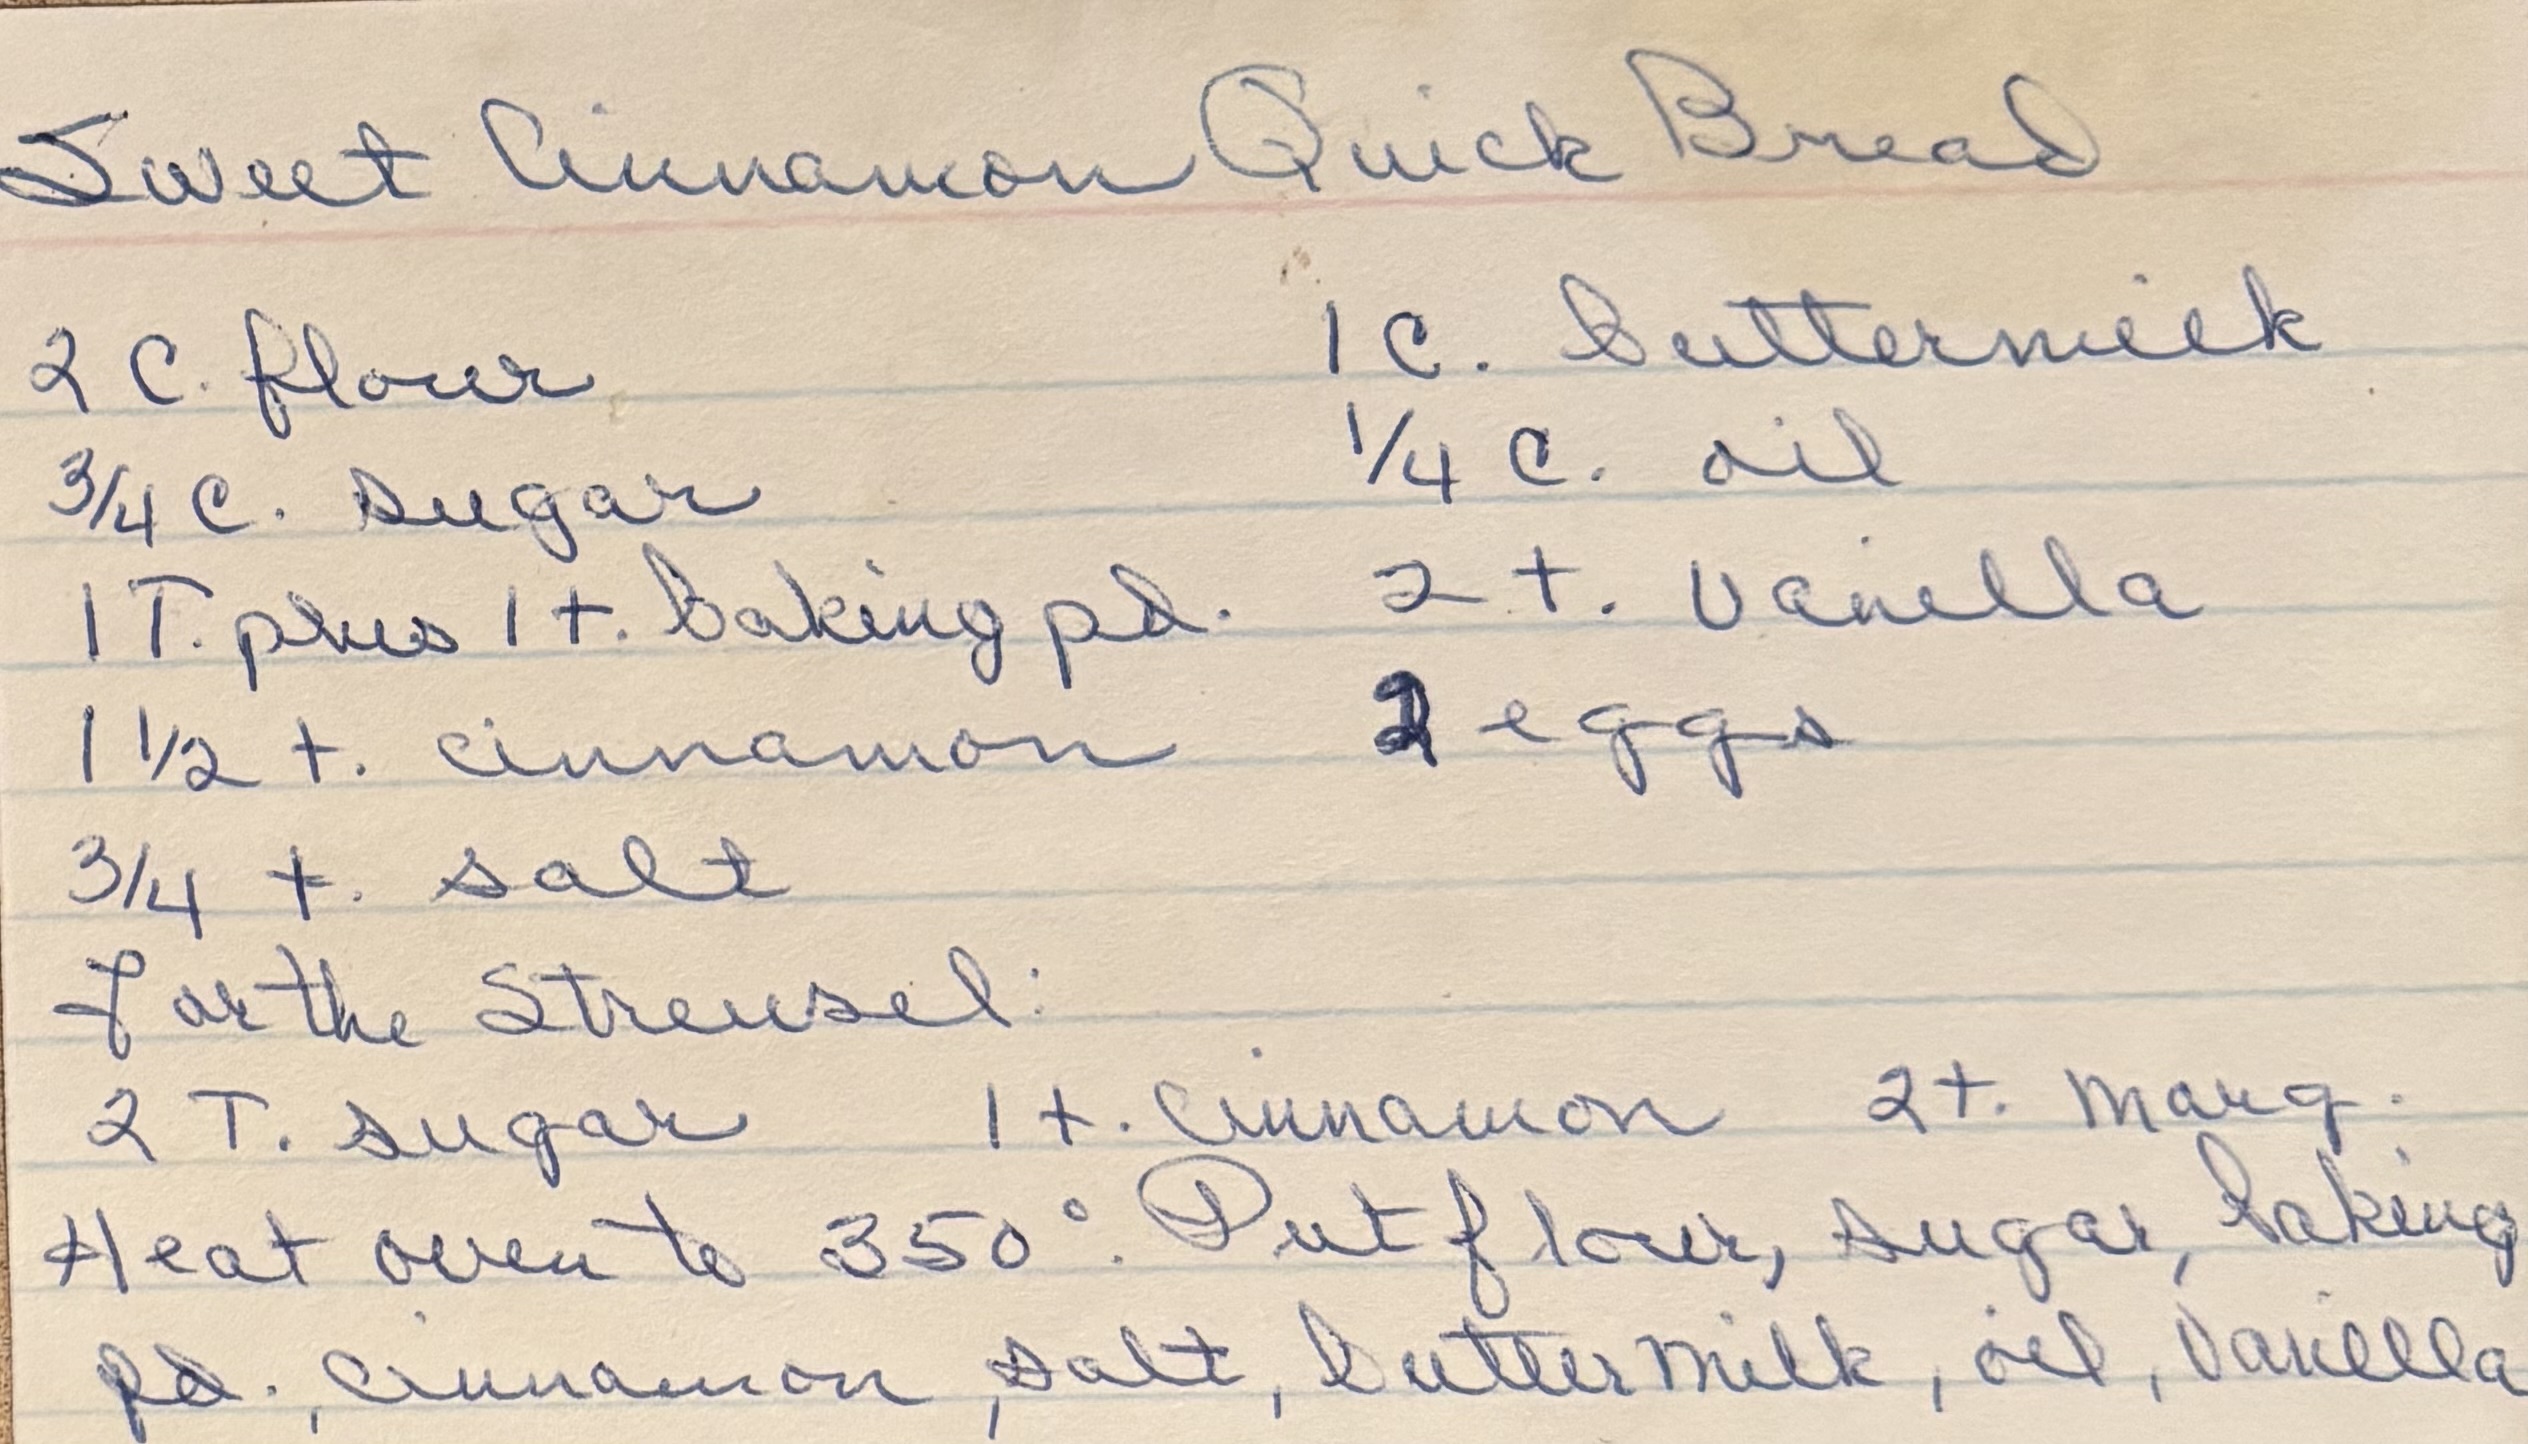 Sweet Cinnamon Quick Bread
2 C. flour
3/4 C. sugar
1 T. plus 1 t. baking pd.
1 1/2 t. cinnamon
3/4 t. salt
1 C. buttermilk
1/4 C. oil
2 t. vanilla
2 eggs
For the Streusel:
2 T. sugar 1 t. cinnamon 2 t. marg.
Heat oven to 350°. Put flour, sugar, baking
pd., cinnamon, salt, buttermilk, oil, vanilla